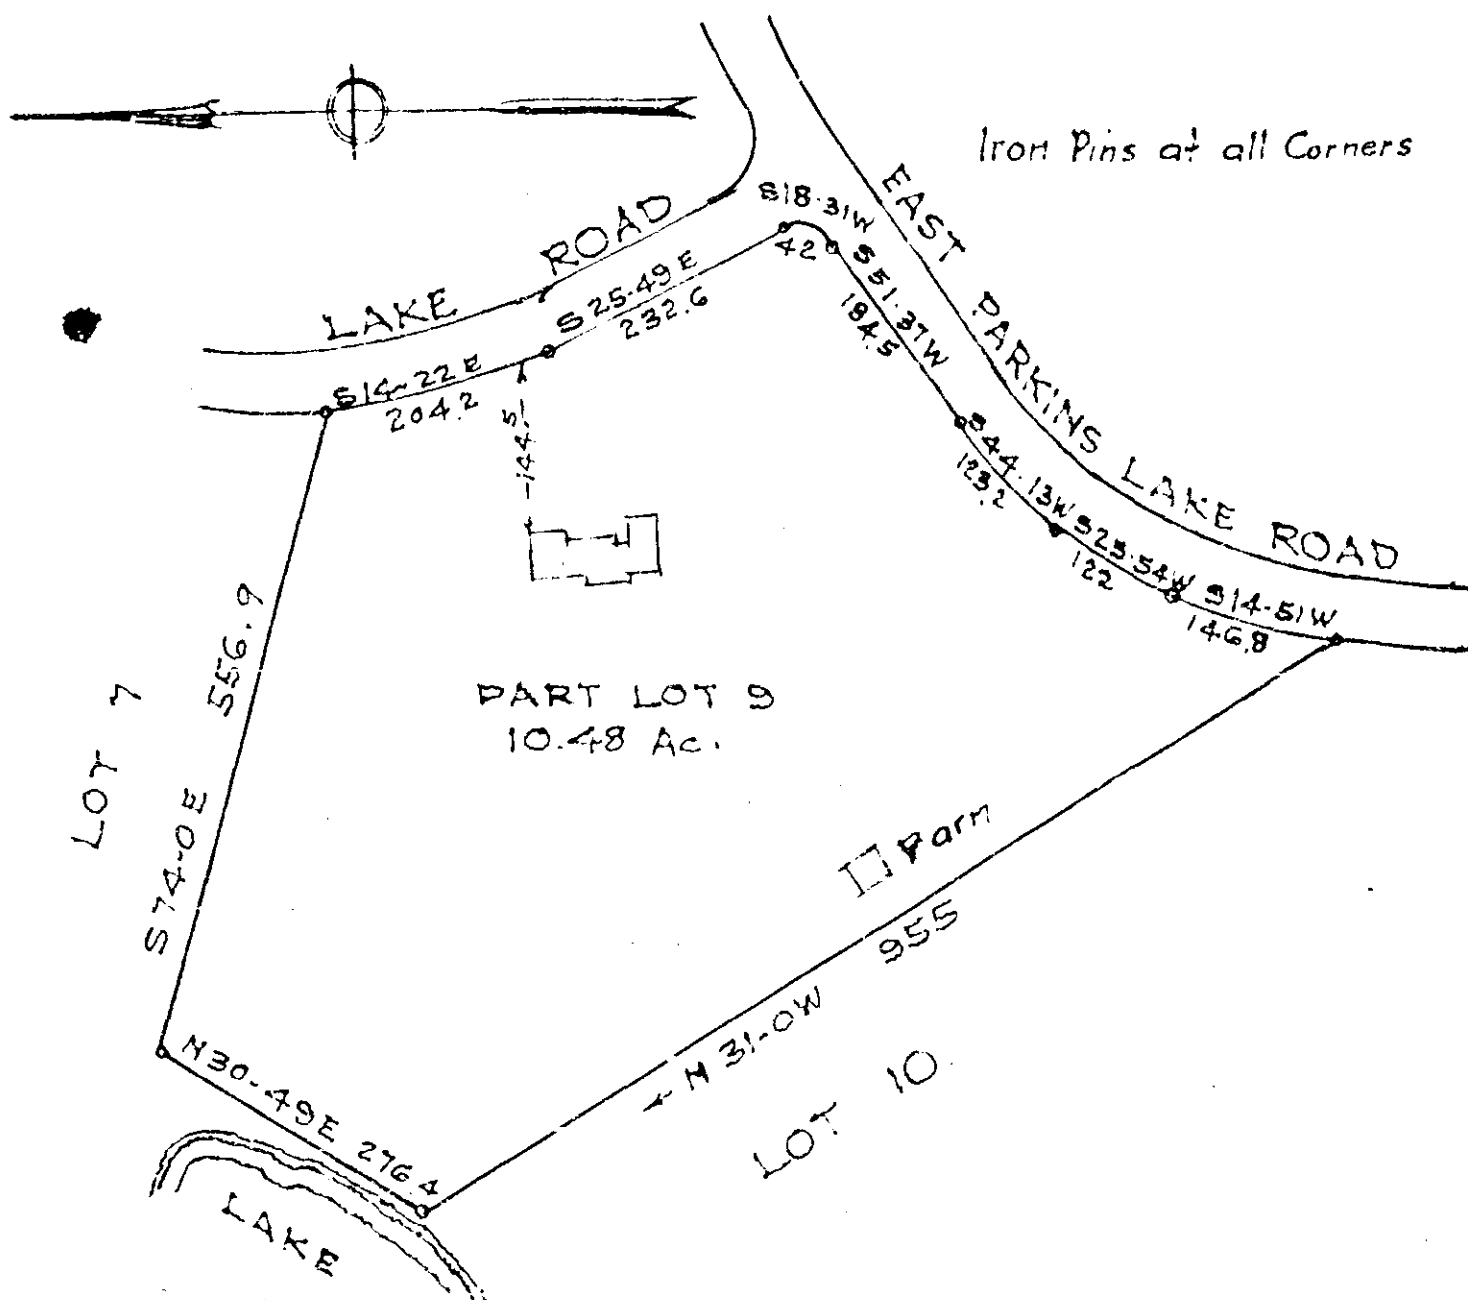 Iron Pins at all Corners
EAST PARKINS LAKE ROAD
LAKE ROAD
S18-31W
42
S25-49E
232.6
S51-37W
184.5
S14-22E
204.2
144.5
S44-13W
123.2
S23-54W
122
S14-51W
146.8
556.9
S74-0E
LOT 7
PART LOT 9
10.48 Ac.
Barn
955
N31-0W
LOT 10
N30-49E 276.4
LAKE